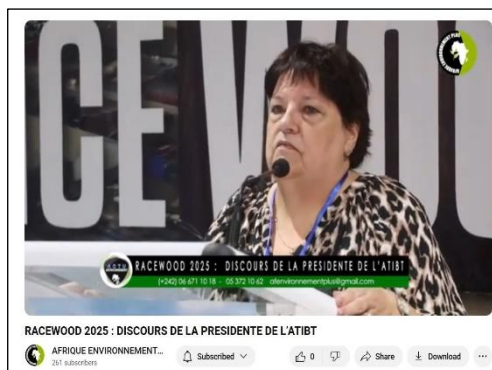 RACEWOOD 2025 : DISCOURS DE LA PRESIDENTE DE L'ATIBT
(+242) 06 671 10 18 - 05 372 10 62 afenvironnementplus@gmail.com
RACEWOOD 2025 : DISCOURS DE LA PRESIDENTE DE L'ATIBT
AFRIQUE ENVIRONNEMENT...
261 subscribers
Subscribed
0
Share
Download